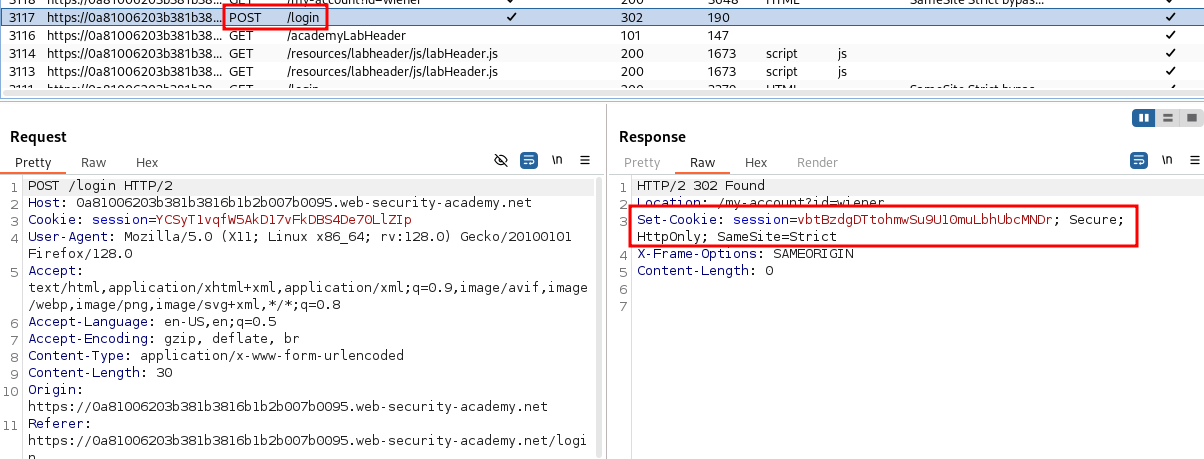 3117 https://0a81006203b381b38... POST /login ✓ 302 190 ✓
3116 https://0a81006203b381b38... GET /academyLabHeader 101 147 ✓
3114 https://0a81006203b381b38... GET /resources/labheader/js/labHeader.js 200 1673 script js ✓
3113 https://0a81006203b381b38... GET /resources/labheader/js/labHeader.js 200 1673 script js ✓
Request
Pretty Raw Hex \n
1 POST /login HTTP/2
2 Host: 0a81006203b381b3816b1b2b007b0095.web-security-academy.net
3 Cookie: session=YCSyT1vqfW5AkD17vFkDBS4De70LlZIp
4 User-Agent: Mozilla/5.0 (X11; Linux x86_64; rv:128.0) Gecko/20100101
Firefox/128.0
5 Accept:
text/html,application/xhtml+xml,application/xml;q=0.9,image/avif,image
/webp,image/png,image/svg+xml,*/*;q=0.8
6 Accept-Language: en-US,en;q=0.5
7 Accept-Encoding: gzip, deflate, br
8 Content-Type: application/x-www-form-urlencoded
9 Content-Length: 30
10 Origin:
https://0a81006203b381b3816b1b2b007b0095.web-security-academy.net
11 Referer:
https://0a81006203b381b3816b1b2b007b0095.web-security-academy.net/logi
Response
Pretty Raw Hex Render \n
1 HTTP/2 302 Found
2 Location: /my-account?id=wiener
3 Set-Cookie: session=vbtBzdgDTtohmwSu9U10muLbhUbcMNDr; Secure;
HttpOnly; SameSite=Strict
4 X-Frame-Options: SAMEORIGIN
5 Content-Length: 0
6
7